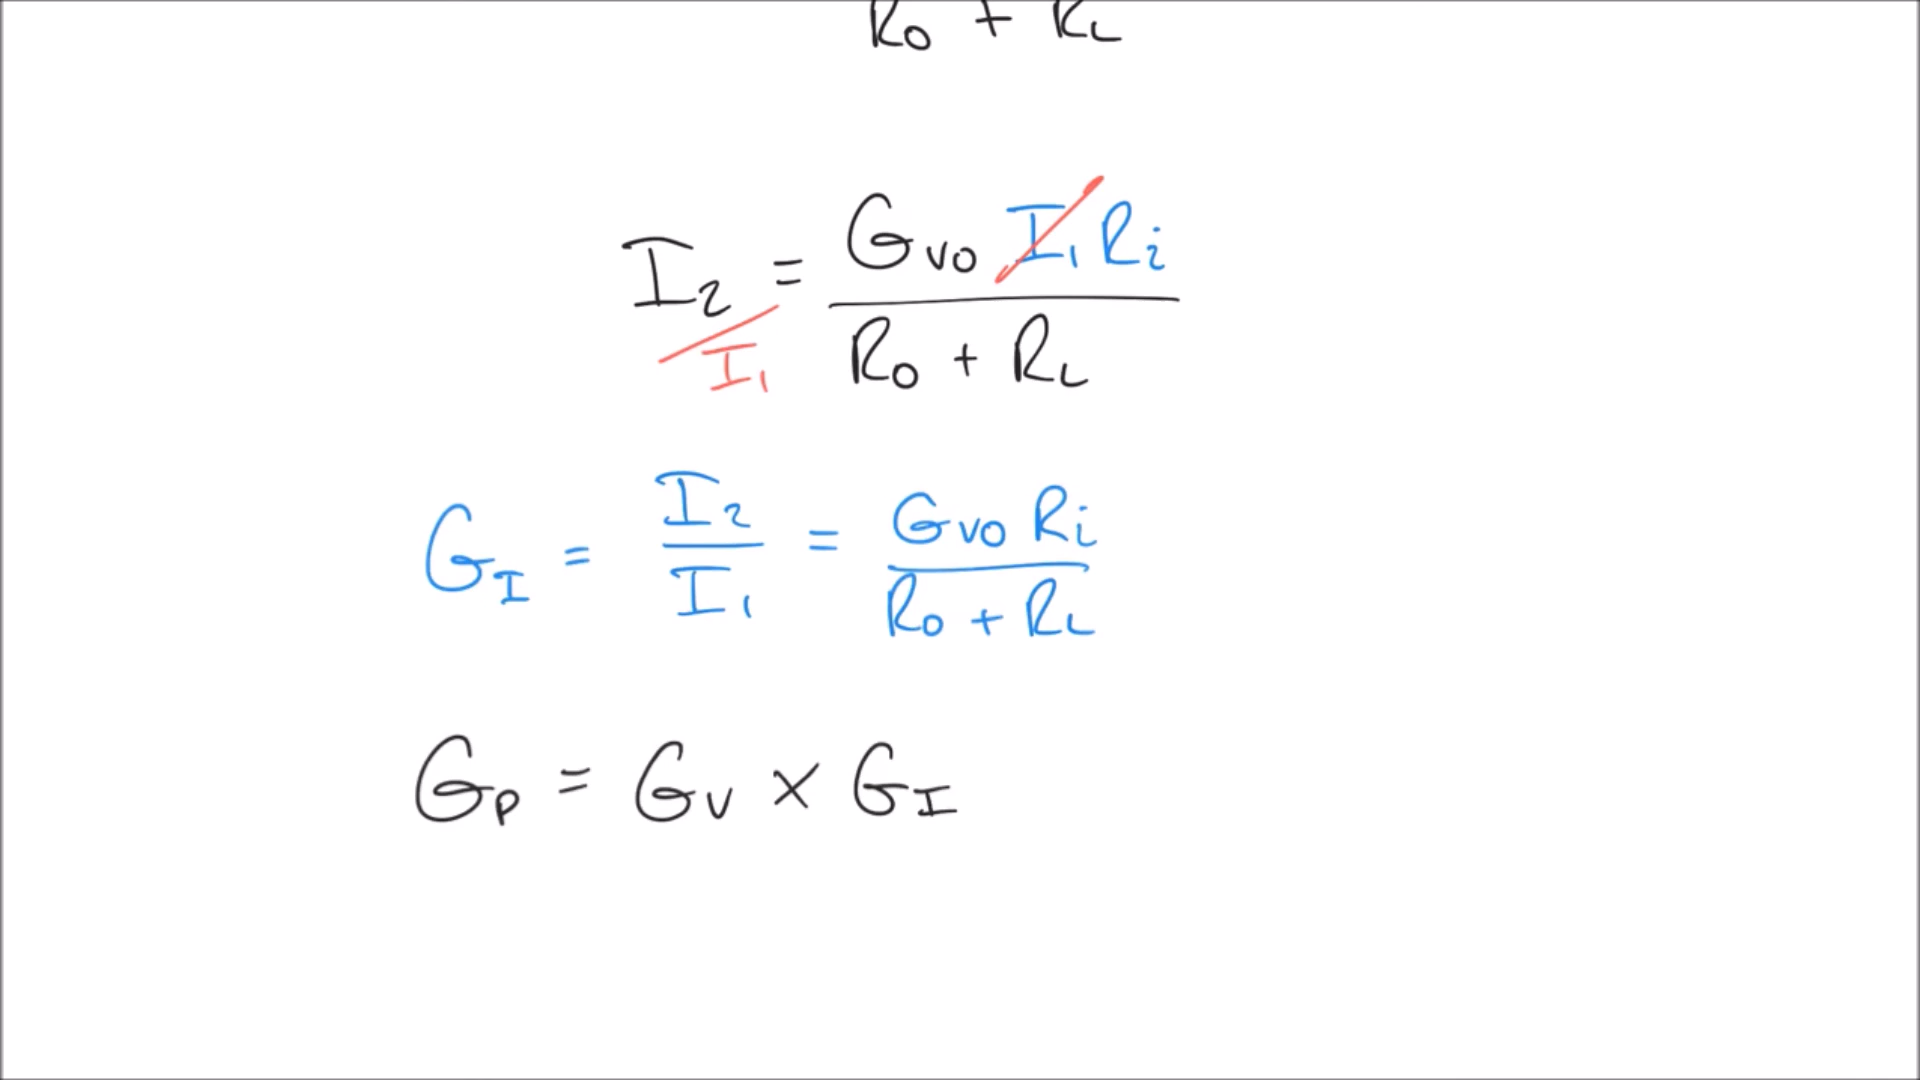 Ro + RL
I2/I1 = Gvo I1 Ri / Ro + RL
GI = I2 / I1 = Gvo Ri / Ro + RL
Gp = Gv × GI